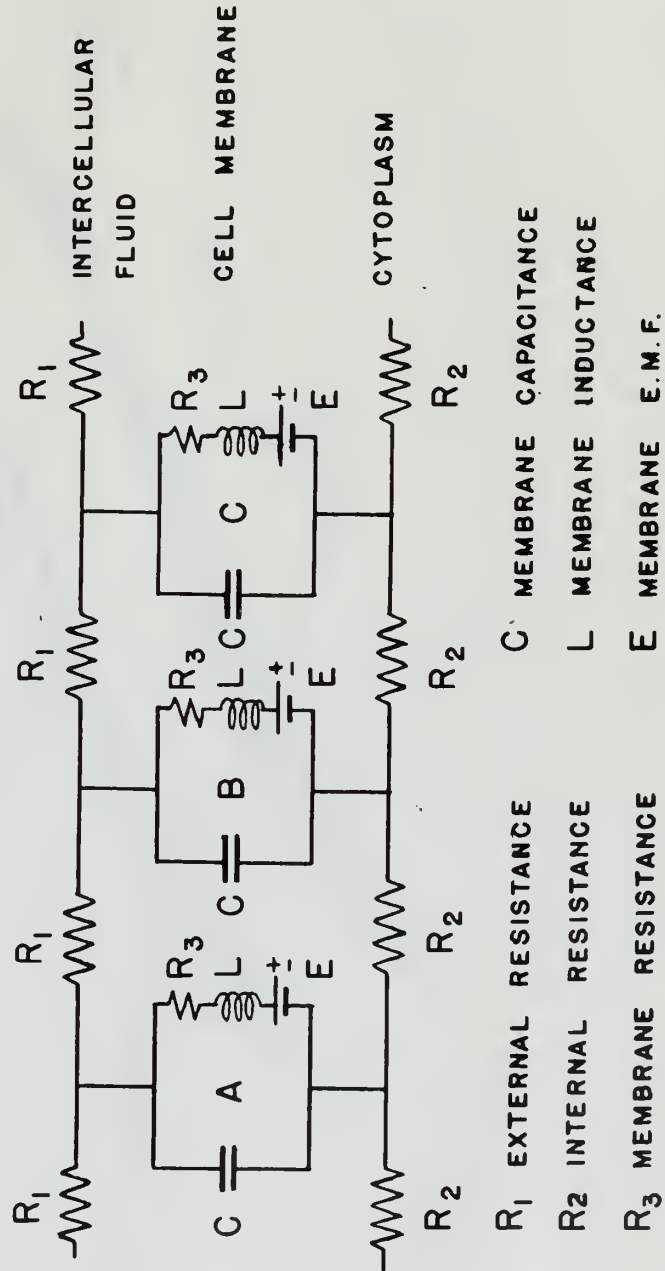 R1 R1 R1 R1
INTERCELLULAR
FLUID
R3 R3 R3
C A L C B L C C L
CELL MEMBRANE
+ + +
- - -
E E E
CYTOPLASM
R2 R2 R2 R2
R1 EXTERNAL RESISTANCE C MEMBRANE CAPACITANCE
R2 INTERNAL RESISTANCE L MEMBRANE INDUCTANCE
R3 MEMBRANE RESISTANCE E MEMBRANE E.M.F.